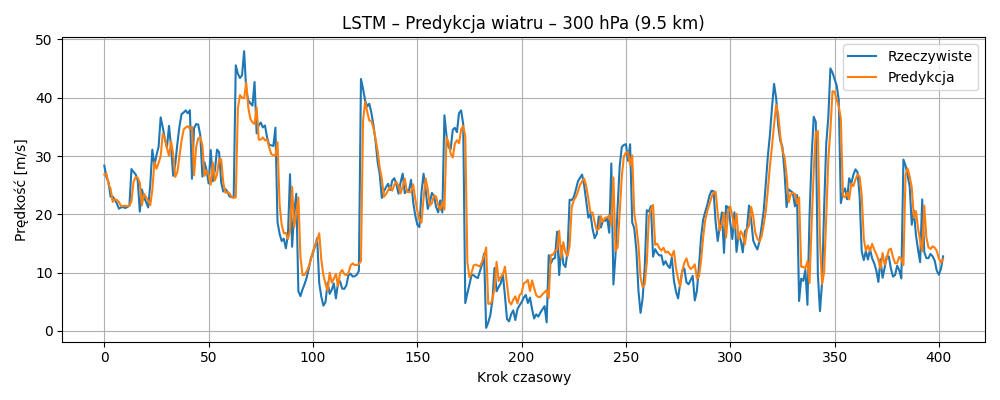 LSTM – Predykcja wiatru – 300 hPa (9.5 km)
Prędkość [m/s]
50
40
30
20
10
0
Rzeczywiste
Predykcja
0 50 100 150 200 250 300 350 400
Krok czasowy